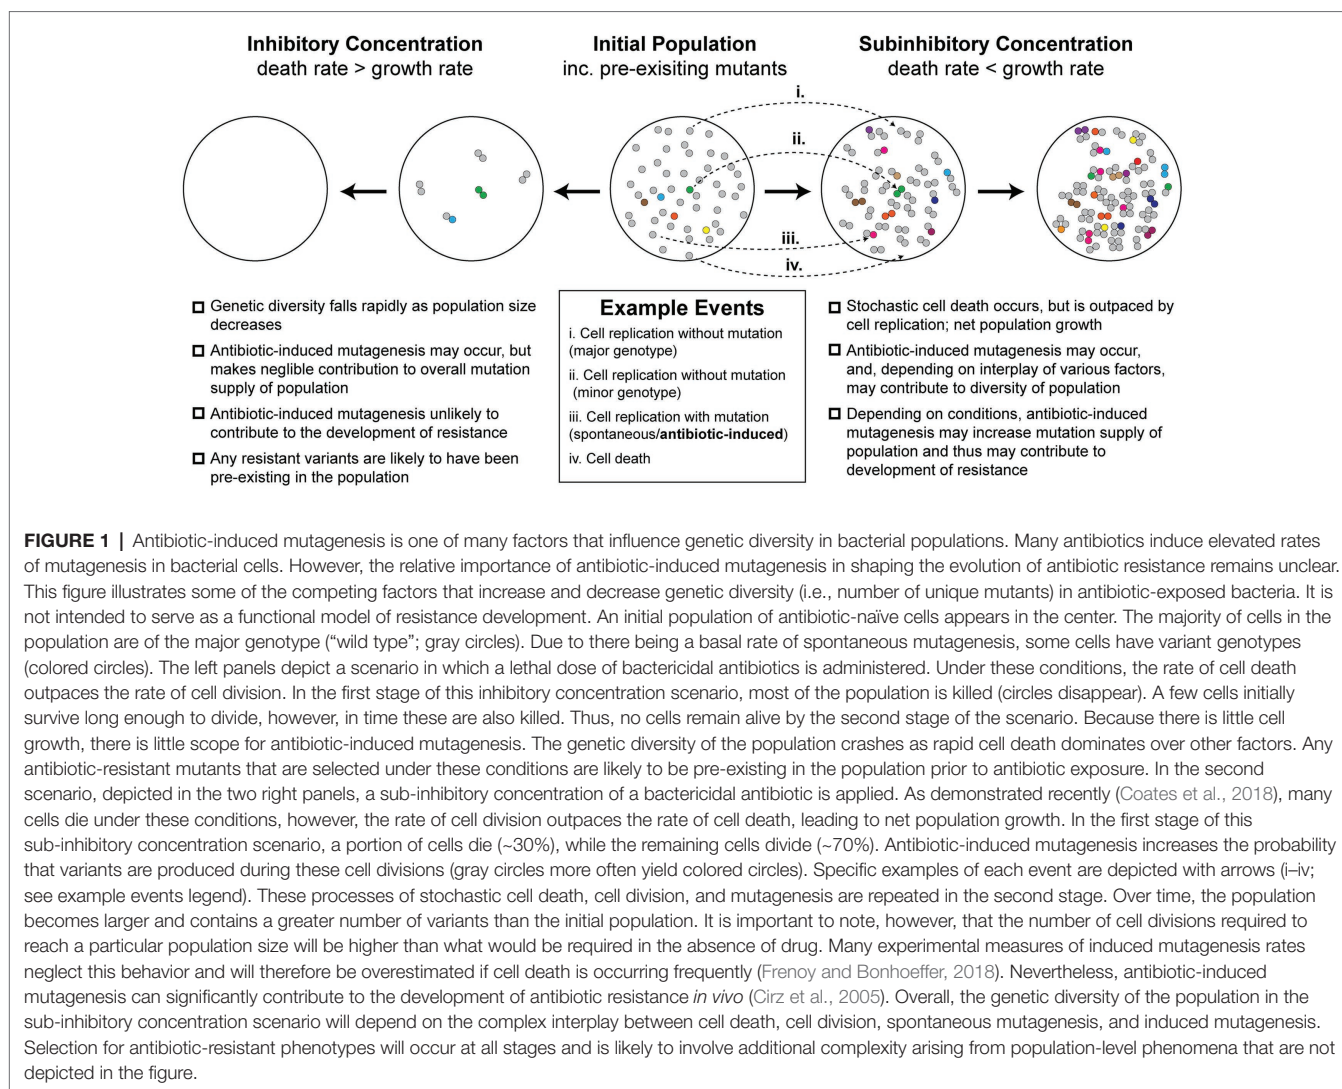 Inhibitory Concentration
death rate > growth rate
Initial Population
inc. pre-exisiting mutants
Subinhibitory Concentration
death rate < growth rate
i.
ii.
iii.
iv.
Genetic diversity falls rapidly as population size
decreases
Antibiotic-induced mutagenesis may occur, but
makes neglible contribution to overall mutation
supply of population
Antibiotic-induced mutagenesis unlikely to
contribute to the development of resistance
Any resistant variants are likely to have been
pre-existing in the population
Example Events
i. Cell replication without mutation
(major genotype)
ii. Cell replication without mutation
(minor genotype)
iii. Cell replication with mutation
(spontaneous/antibiotic-induced)
iv. Cell death
Stochastic cell death occurs, but is outpaced by
cell replication; net population growth
Antibiotic-induced mutagenesis may occur,
and, depending on interplay of various factors,
may contribute to diversity of population
Depending on conditions, antibiotic-induced
mutagenesis may increase mutation supply of
population and thus may contribute to
development of resistance
FIGURE 1 | Antibiotic-induced mutagenesis is one of many factors that influence genetic diversity in bacterial populations. Many antibiotics induce elevated rates
of mutagenesis in bacterial cells. However, the relative importance of antibiotic-induced mutagenesis in shaping the evolution of antibiotic resistance remains unclear.
This figure illustrates some of the competing factors that increase and decrease genetic diversity (i.e., number of unique mutants) in antibiotic-exposed bacteria. It is
not intended to serve as a functional model of resistance development. An initial population of antibiotic-naïve cells appears in the center. The majority of cells in the
population are of the major genotype (“wild type”; gray circles). Due to there being a basal rate of spontaneous mutagenesis, some cells have variant genotypes
(colored circles). The left panels depict a scenario in which a lethal dose of bactericidal antibiotics is administered. Under these conditions, the rate of cell death
outpaces the rate of cell division. In the first stage of this inhibitory concentration scenario, most of the population is killed (circles disappear). A few cells initially
survive long enough to divide, however, in time these are also killed. Thus, no cells remain alive by the second stage of the scenario. Because there is little cell
growth, there is little scope for antibiotic-induced mutagenesis. The genetic diversity of the population crashes as rapid cell death dominates over other factors. Any
antibiotic-resistant mutants that are selected under these conditions are likely to be pre-existing in the population prior to antibiotic exposure. In the second
scenario, depicted in the two right panels, a sub-inhibitory concentration of a bactericidal antibiotic is applied. As demonstrated recently (Coates et al., 2018), many
cells die under these conditions, however, the rate of cell division outpaces the rate of cell death, leading to net population growth. In the first stage of this
sub-inhibitory concentration scenario, a portion of cells die (~30%), while the remaining cells divide (~70%). Antibiotic-induced mutagenesis increases the probability
that variants are produced during these cell divisions (gray circles more often yield colored circles). Specific examples of each event are depicted with arrows (i–iv;
see example events legend). These processes of stochastic cell death, cell division, and mutagenesis are repeated in the second stage. Over time, the population
becomes larger and contains a greater number of variants than the initial population. It is important to note, however, that the number of cell divisions required to
reach a particular population size will be higher than what would be required in the absence of drug. Many experimental measures of induced mutagenesis rates
neglect this behavior and will therefore be overestimated if cell death is occurring frequently (Frenoy and Bonhoeffer, 2018). Nevertheless, antibiotic-induced
mutagenesis can significantly contribute to the development of antibiotic resistance in vivo (Cirz et al., 2005). Overall, the genetic diversity of the population in the
sub-inhibitory concentration scenario will depend on the complex interplay between cell death, cell division, spontaneous mutagenesis, and induced mutagenesis.
Selection for antibiotic-resistant phenotypes will occur at all stages and is likely to involve additional complexity arising from population-level phenomena that are not
depicted in the figure.